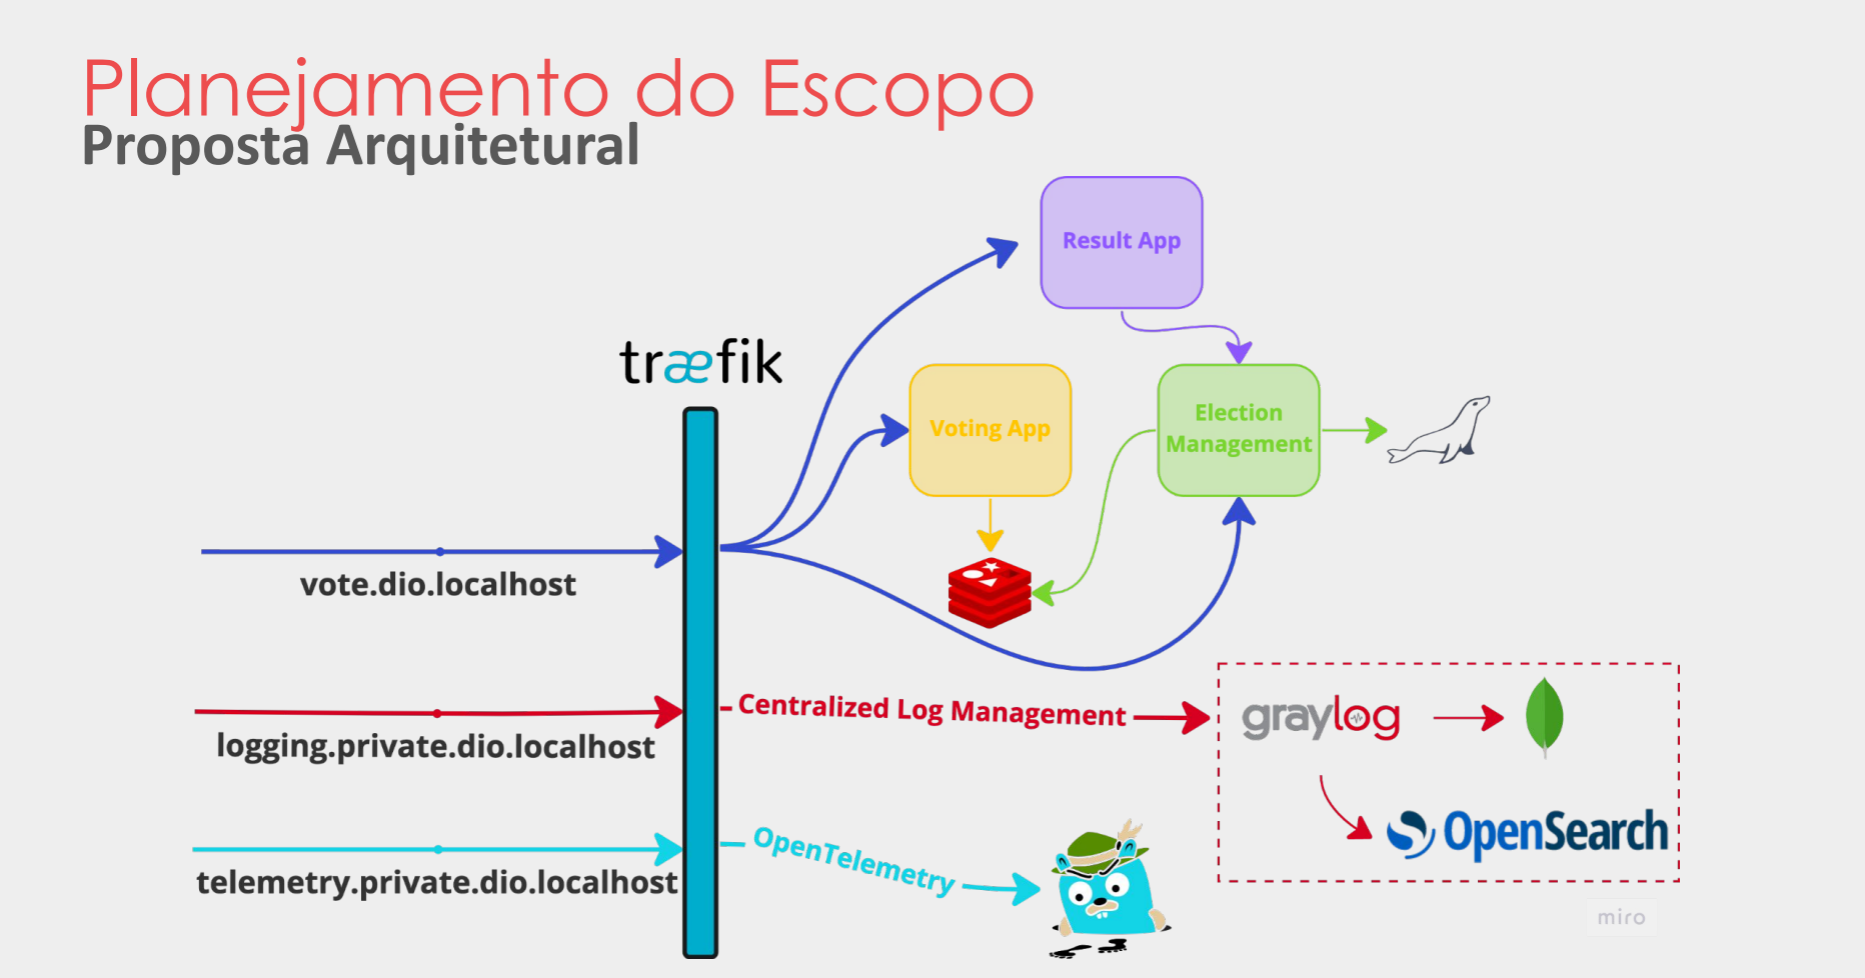 Planejamento do Escopo
Proposta Arquitetural
Result App
træfik
Voting App
Election
Management
vote.dio.localhost
Centralized Log Management
graylog
logging.private.dio.localhost
OpenTelemetry
OpenSearch
telemetry.private.dio.localhost
miro